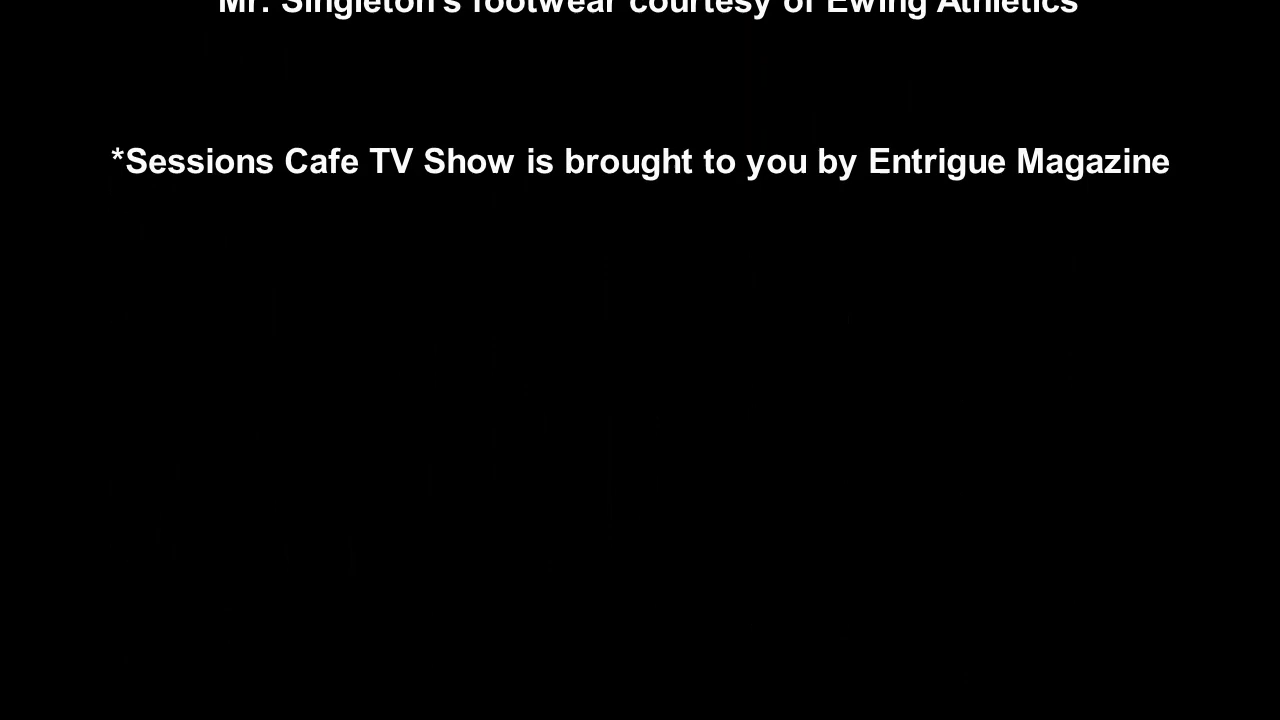 Mr. Singleton's footwear courtesy of Ewing Athletics
*Sessions Cafe TV Show is brought to you by Entrigue Magazine